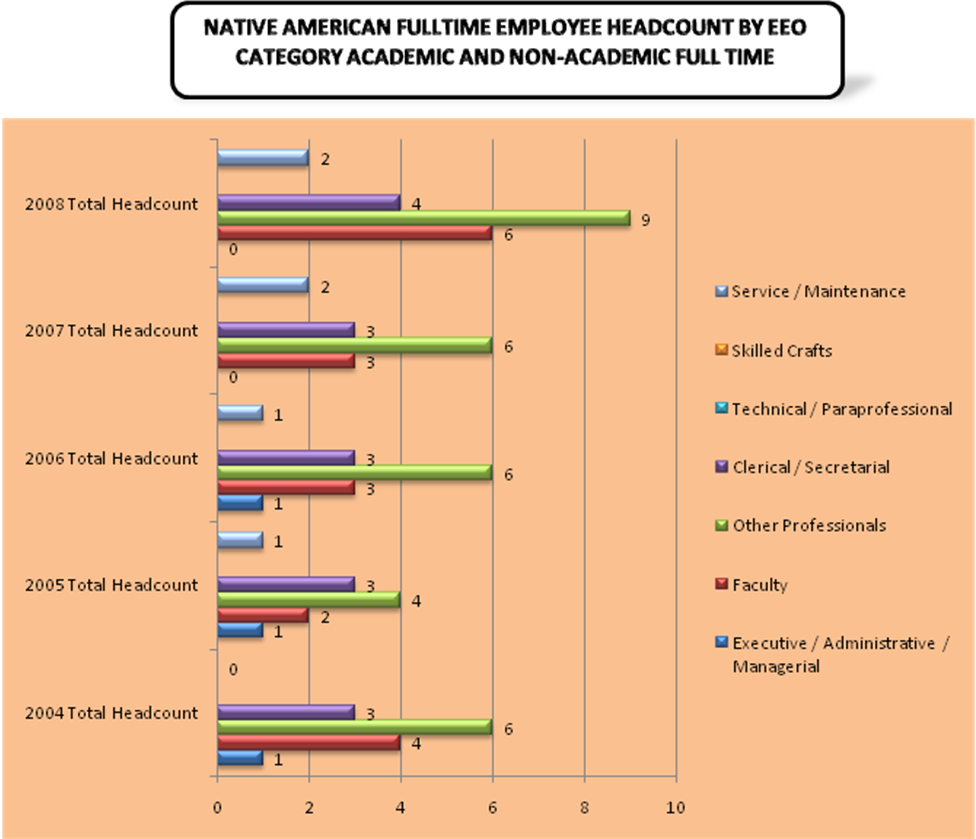 NATIVE AMERICAN FULLTIME EMPLOYEE HEADCOUNT BY EEO
CATEGORY ACADEMIC AND NON-ACADEMIC FULL TIME
2
2008 Total Headcount
4
9
6
0
2
2007 Total Headcount
3
6
3
0
1
2006 Total Headcount
3
6
3
1
1
2005 Total Headcount
3
4
2
1
0
2004 Total Headcount
3
6
4
1
0 2 4 6 8 10
Service / Maintenance
Skilled Crafts
Technical / Paraprofessional
Clerical / Secretarial
Other Professionals
Faculty
Executive / Administrative /
Managerial